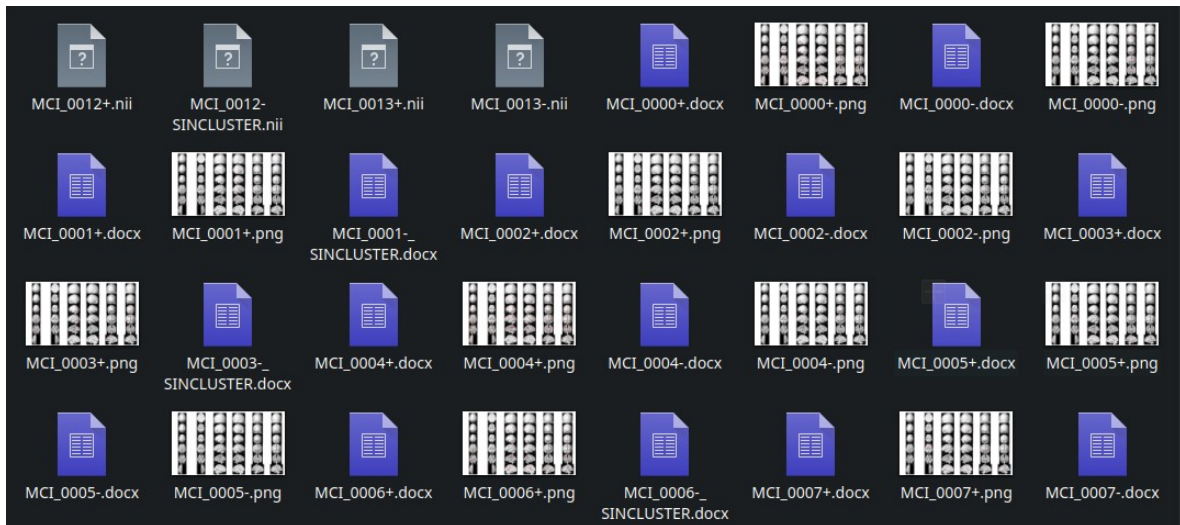 MCI_0012+.nii
MCI_0012-
SINCLUSTER.nii
MCI_0013+.nii
MCI_0013-.nii
MCI_0000+.docx
MCI_0000+.png
MCI_0000-.docx
MCI_0000-.png
MCI_0001+.docx
MCI_0001+.png
MCI_0001-_
SINCLUSTER.docx
MCI_0002+.docx
MCI_0002+.png
MCI_0002-.docx
MCI_0002-.png
MCI_0003+.docx
MCI_0003+.png
MCI_0003-_
SINCLUSTER.docx
MCI_0004+.docx
MCI_0004+.png
MCI_0004-.docx
MCI_0004-.png
MCI_0005+.docx
MCI_0005+.png
MCI_0005-.docx
MCI_0005-.png
MCI_0006+.docx
MCI_0006+.png
MCI_0006-_
SINCLUSTER.docx
MCI_0007+.docx
MCI_0007+.png
MCI_0007-.docx